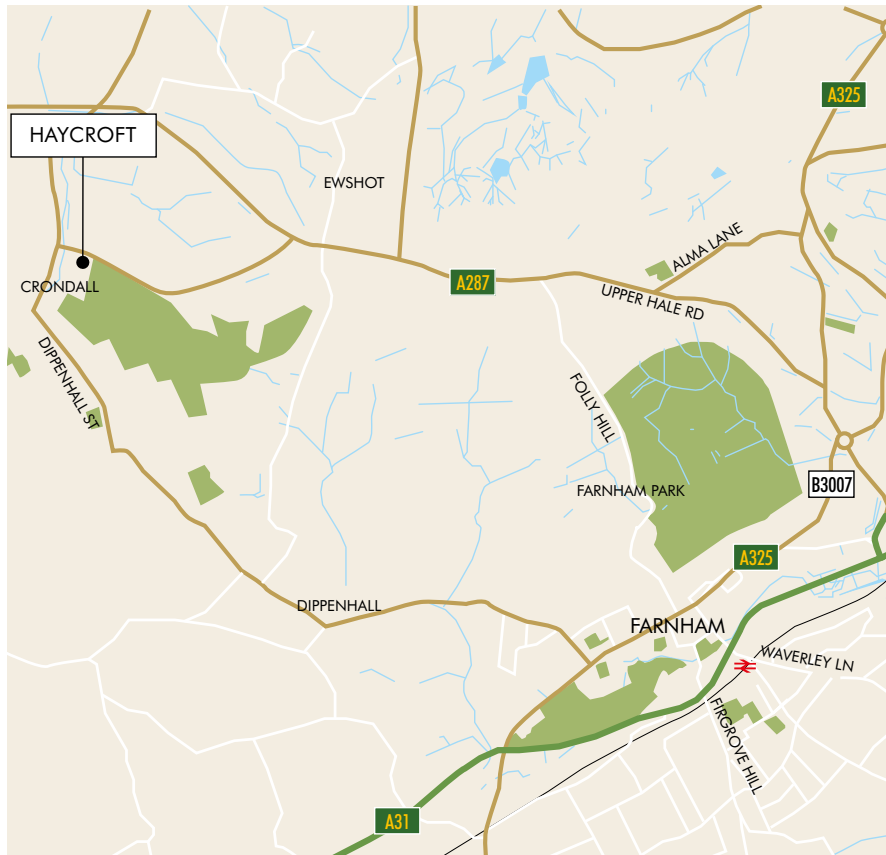 A325
HAYCROFT
EWSHOT
ALMA LANE
CRONDALL
A287
UPPER HALE RD
DIPPENHALL ST
FOLLY HILL
FARNHAM PARK
B3007
A325
DIPPENHALL
FARNHAM
WAVERLEY LN
FIRGROVE HILL
A31